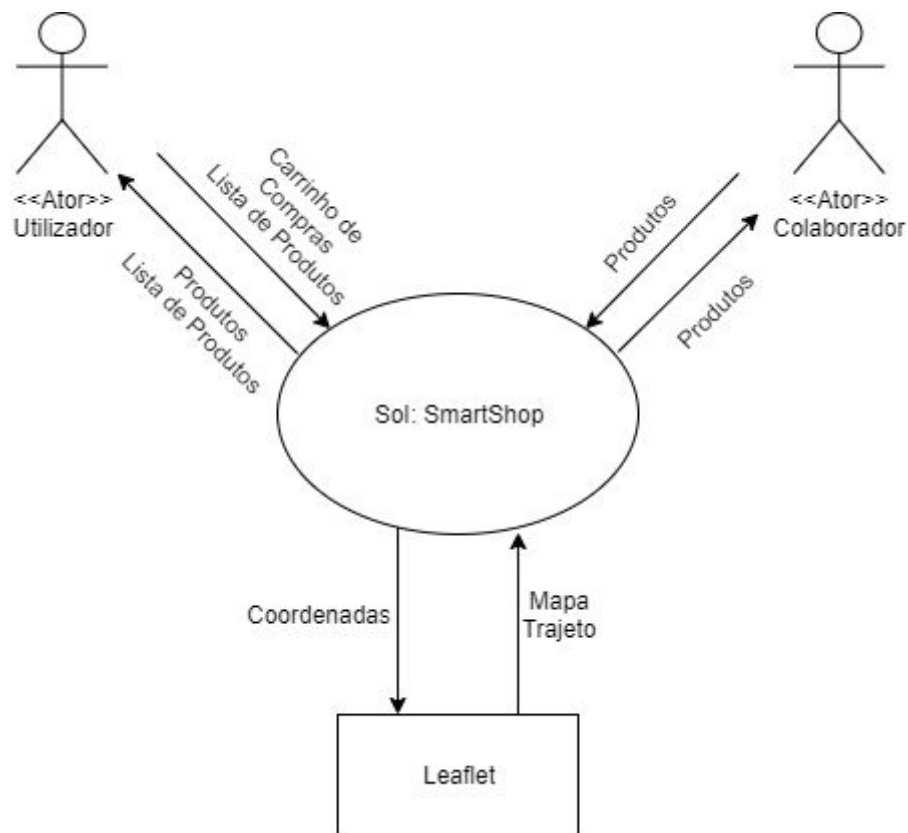 <<Ator>>
Utilizador
<<Ator>>
Colaborador
Carrinho de
Compras
Lista de Produtos
Produtos
Lista de Produtos
Produtos
Produtos
Sol: SmartShop
Coordenadas
Mapa
Trajeto
Leaflet